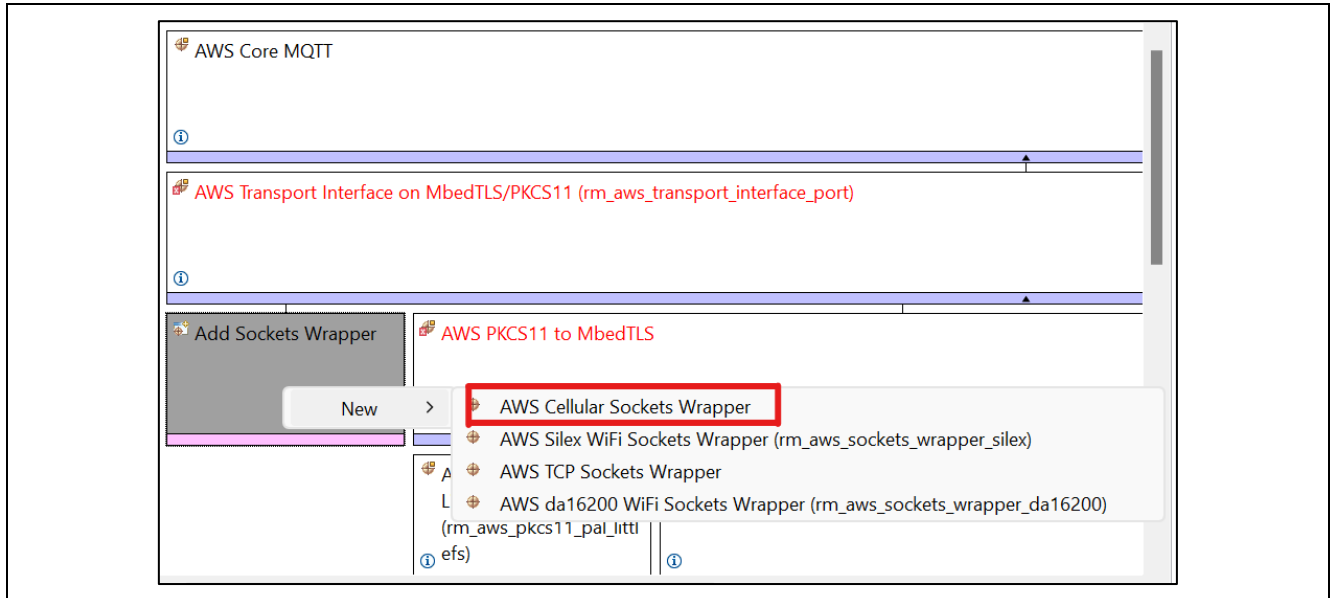 AWS Core MQTT
AWS Transport Interface on MbedTLS/PKCS11 (rm_aws_transport_interface_port)
Add Sockets Wrapper
AWS PKCS11 to MbedTLS
New
AWS Cellular Sockets Wrapper
AWS Silex WiFi Sockets Wrapper (rm_aws_sockets_wrapper_silex)
AWS TCP Sockets Wrapper
AWS da16200 WiFi Sockets Wrapper (rm_aws_sockets_wrapper_da16200)
A
L
(rm_aws_pkcs11_pal_littl
efs)